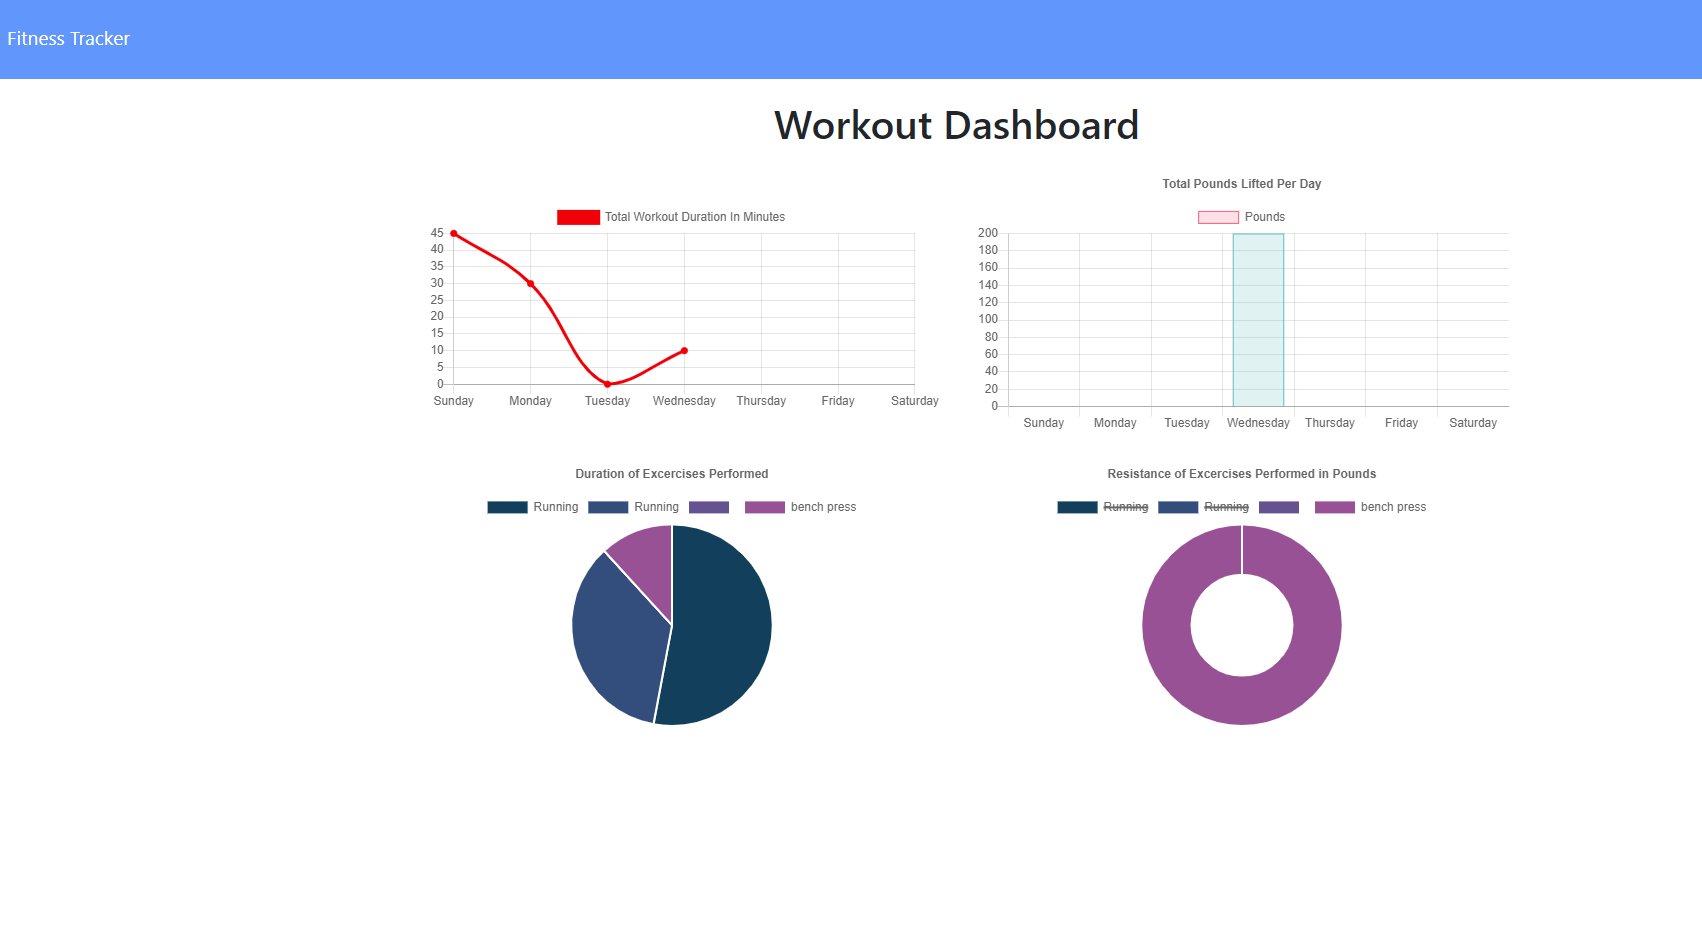 Fitness Tracker
Workout Dashboard
Total Workout Duration In Minutes
45
40
35
30
25
20
15
10
5
0
Sunday Monday Tuesday Wednesday Thursday Friday Saturday
Total Pounds Lifted Per Day
Pounds
200
180
160
140
120
100
80
60
40
20
0
Sunday Monday Tuesday Wednesday Thursday Friday Saturday
Duration of Excercises Performed
Running Running bench press
Resistance of Excercises Performed in Pounds
Running Running bench press